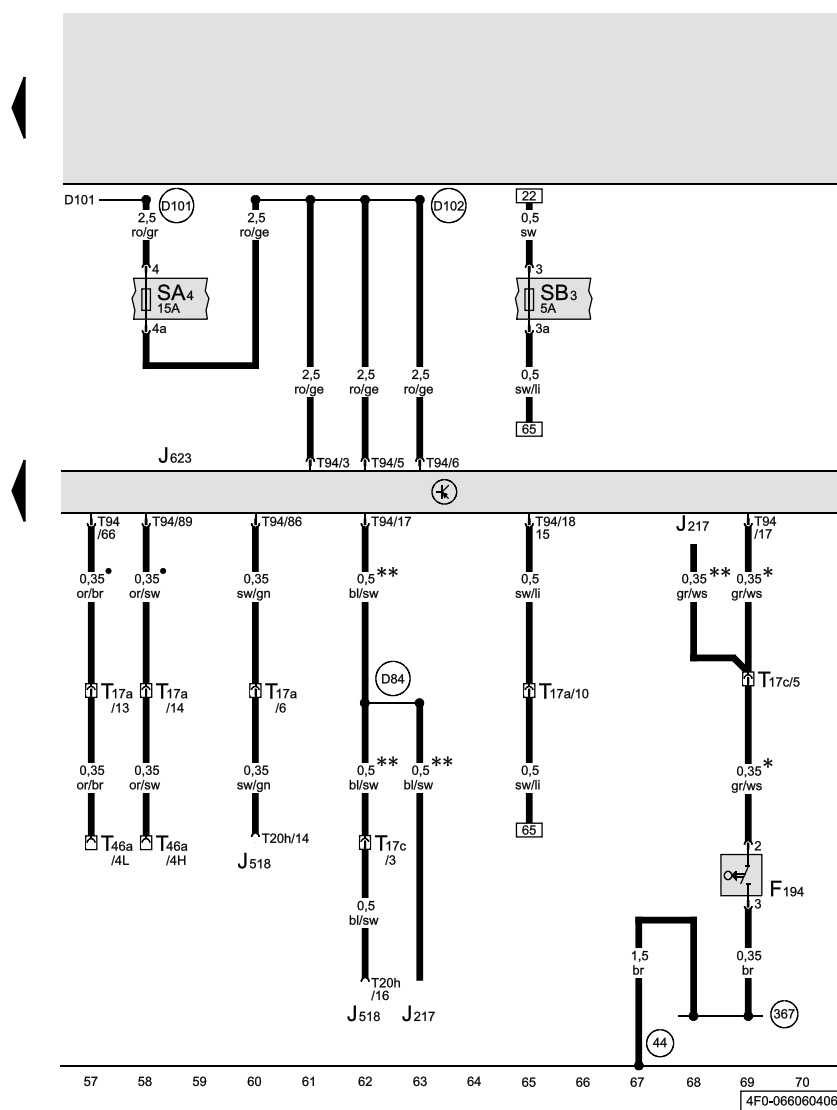 D101 D101 D102 22
2,5 2,5 0,5
ro/gr ro/ge sw
4 3
SA4 SB3
15A 5A
4a 3a
2,5 2,5 2,5 0,5
ro/ge ro/ge ro/ge sw/li
65
J623
T94/3 T94/5 T94/6
T94 T94/89 T94/86 T94/17 T94/18 J217 T94
/66 15 /17
0,35• 0,35• 0,35 0,5** 0,5 0,35** 0,35*
or/br or/sw sw/gn bl/sw sw/li gr/ws gr/ws
D84
T17a T17a T17a T17a/10 T17c/5
/13 /14 /6
0,35 0,35 0,35 0,5** 0,5** 0,5 0,35*
or/br or/sw sw/gn bl/sw bl/sw sw/li gr/ws
65
T46a T46a T20h/14 T17c 2
/4L /4H /3
J518
F194
3
0,5
bl/sw
1,5 0,35
br br
T20h
/16
J518 J217
367
44
57 58 59 60 61 62 63 64 65 66 67 68 69 70
4F0-066060406